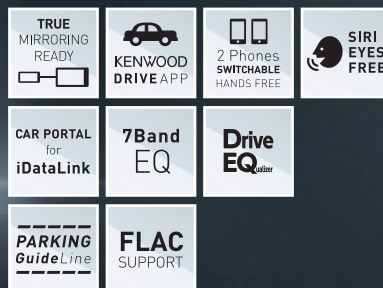 TRUE
MIRRORING
READY
KENWOOD
DRIVE APP
2 Phones
SWITCHABLE
HANDS FREE
SIRI
EYES
FREE
CAR PORTAL
for
iDataLink
7Band
EQ
Drive
EQualizer
PARKING
GuideLine
FLAC
SUPPORT